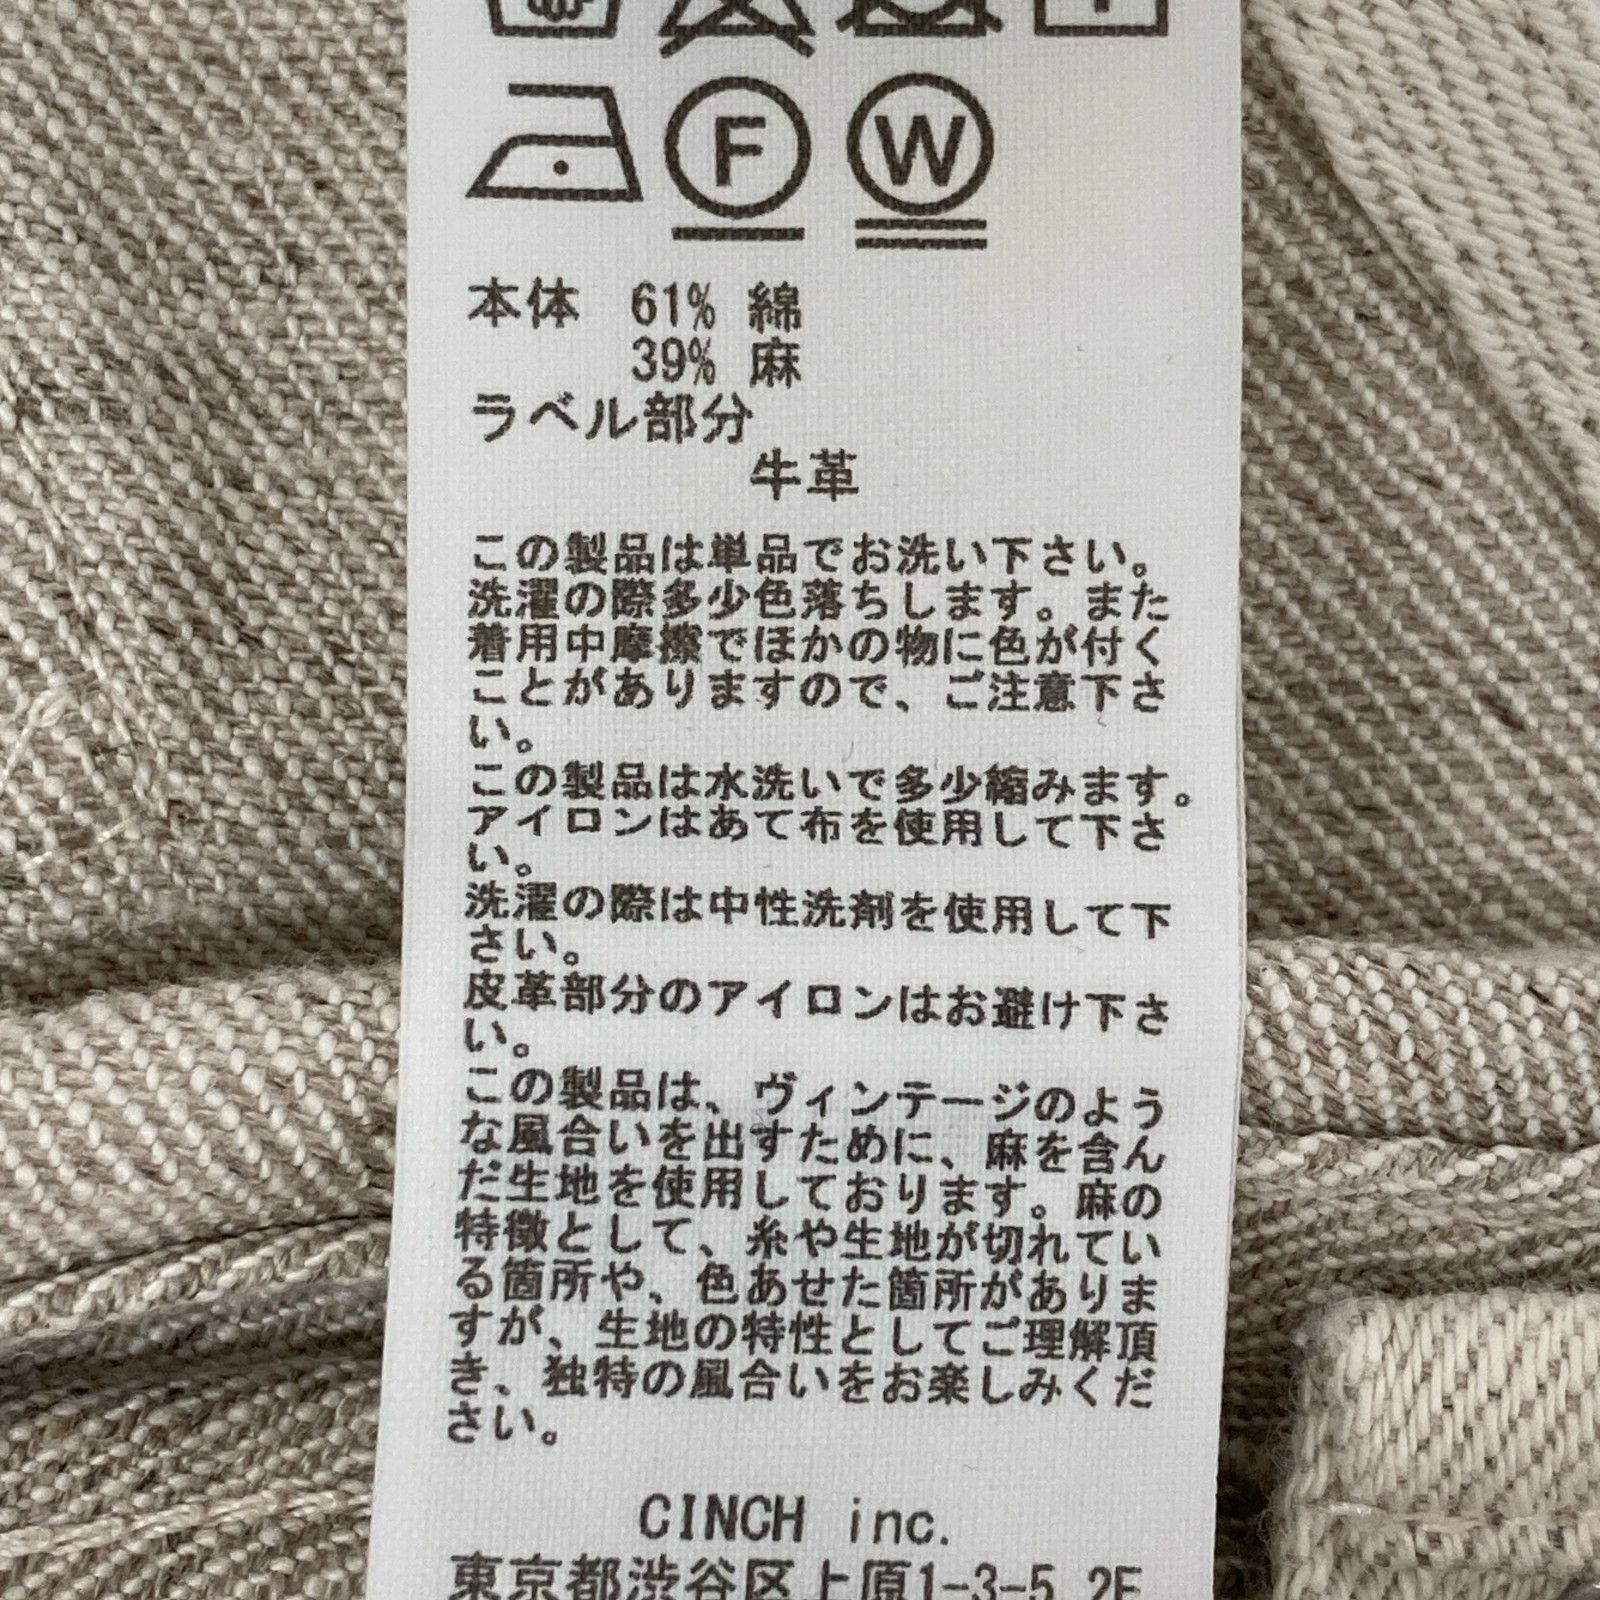 F W
本体 61% 綿
39% 麻
ラベル部分
牛革
この製品は単品でお洗い下さい。
洗濯の際多少色落ちします。また
着用中摩擦でほかの物に色が付く
ことがありますので、ご注意下さ
い。
この製品は水洗いで多少縮みます。
アイロンはあて布を使用して下さ
い。
洗濯の際は中性洗剤を使用して下
さい。
皮革部分のアイロンはお避け下さ
い。
この製品は、ヴィンテージのよう
な風合いを出すために、麻を含ん
だ生地を使用しております。麻の
特徴として、糸や生地が切れてい
る箇所や、色あせた箇所がありま
すが、生地の特性としてご理解頂
き、独特の風合いをお楽しみくだ
さい。
CINCH inc.
東京都渋谷区上原1-3-5 2F